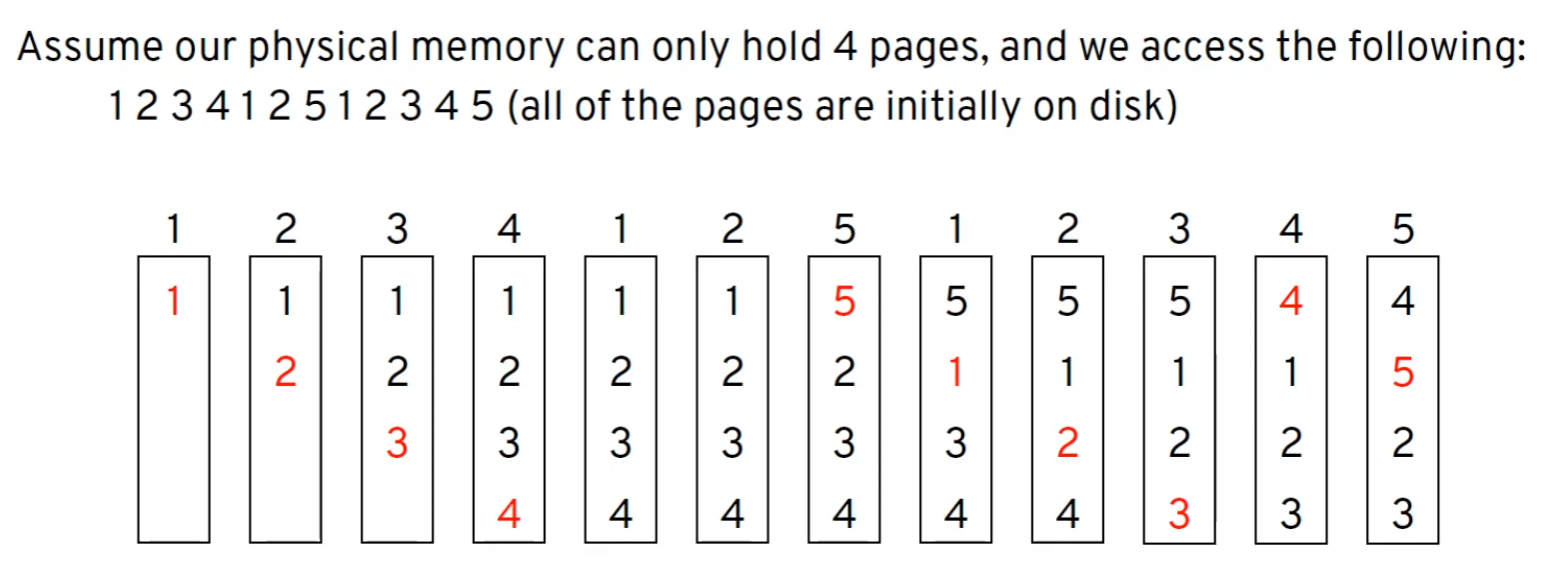 Assume our physical memory can only hold 4 pages, and we access the following:
1 2 3 4 1 2 5 1 2 3 4 5 (all of the pages are initially on disk)
1 2 3 4 1 2 5 1 2 3 4 5
1 1 1 1 1 1 5 5 5 5 4 4
2 2 2 2 2 2 1 1 1 1 5
3 3 3 3 3 3 2 2 2 2
4 4 4 4 4 4 3 3 3